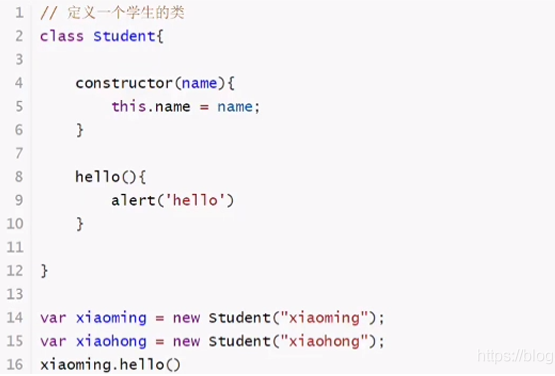 1 // 定义一个学生的类
2 class Student{
3
4     constructor(name){
5         this.name = name;
6     }
7
8     hello(){
9         alert('hello')
10     }
11
12 }
13
14 var xiaoming = new Student("xiaoming");
15 var xiaohong = new Student("xiaohong");
16 xiaoming.hello()
https://blog